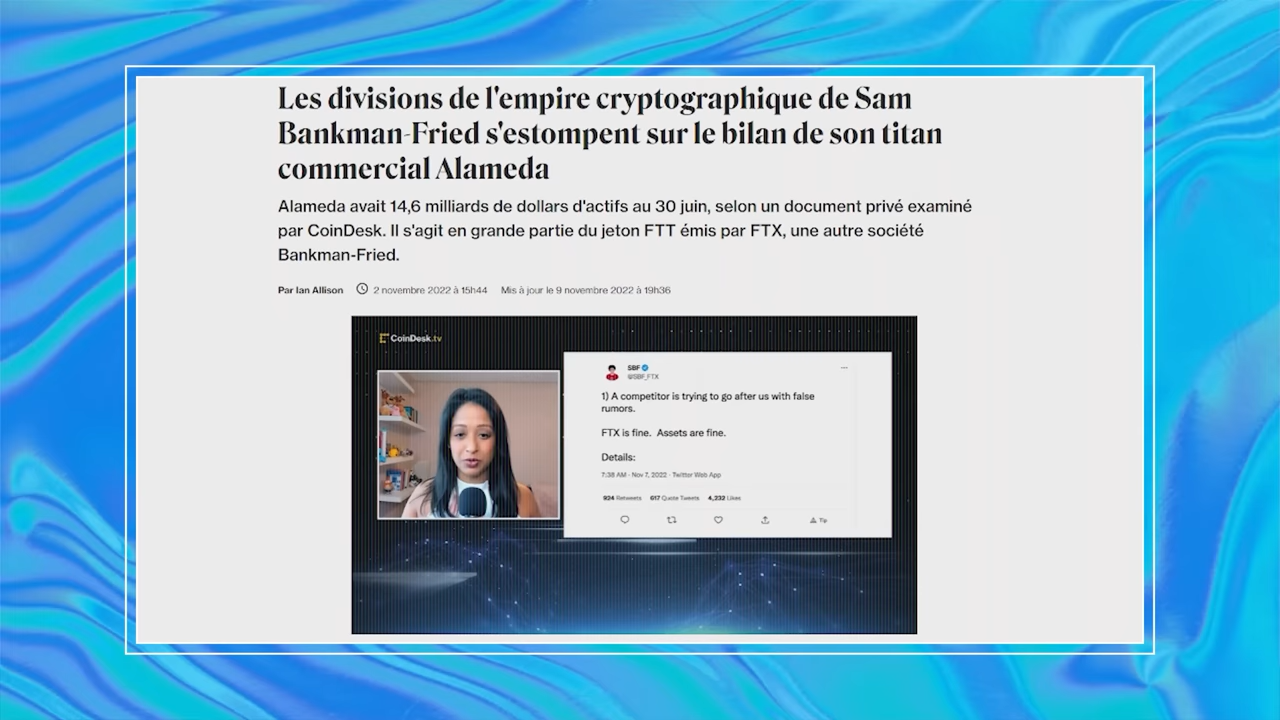 Les divisions de l'empire cryptographique de Sam
Bankman-Fried s'estompent sur le bilan de son titan
commercial Alameda
Alameda avait 14,6 milliards de dollars d'actifs au 30 juin, selon un document privé examiné
par CoinDesk. Il s'agit en grande partie du jeton FTT émis par FTX, une autre société
Bankman-Fried.
Par Ian Allison 2 novembre 2022 à 15h44 Mis à jour le 9 novembre 2022 à 19h36
CoinDesk.tv
SBF
@SBF_FTX
1) A competitor is trying to go after us with false
rumors.
FTX is fine. Assets are fine.
Details:
7:38 AM · Nov 7, 2022 · Twitter Web App
924 Retweets 617 Quote Tweets 4,232 Likes
Tip